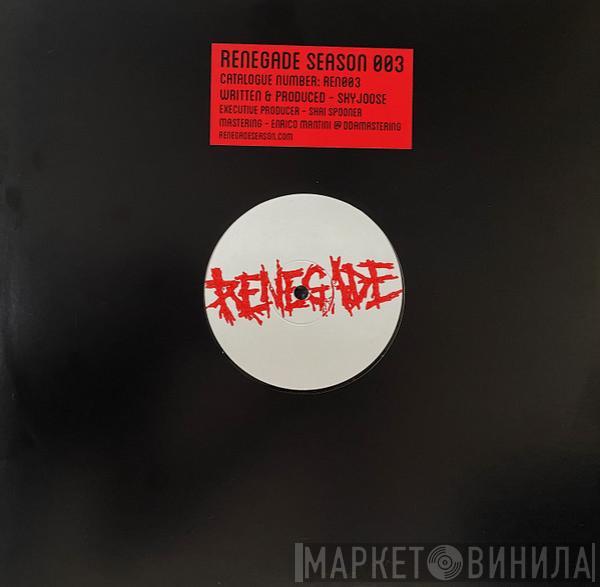 RENEGADE SEASON 003
CATALOGUE NUMBER: REN003
WRITTEN & PRODUCED - SKYJOOSE
EXECUTIVE PRODUCER - SHAI SPOONER
MASTERING - ENRICO MANTINI @ DDAMASTERING
RENEGADESEASON.COM
RENEGADE
МАРКЕТ ВИНИЛА